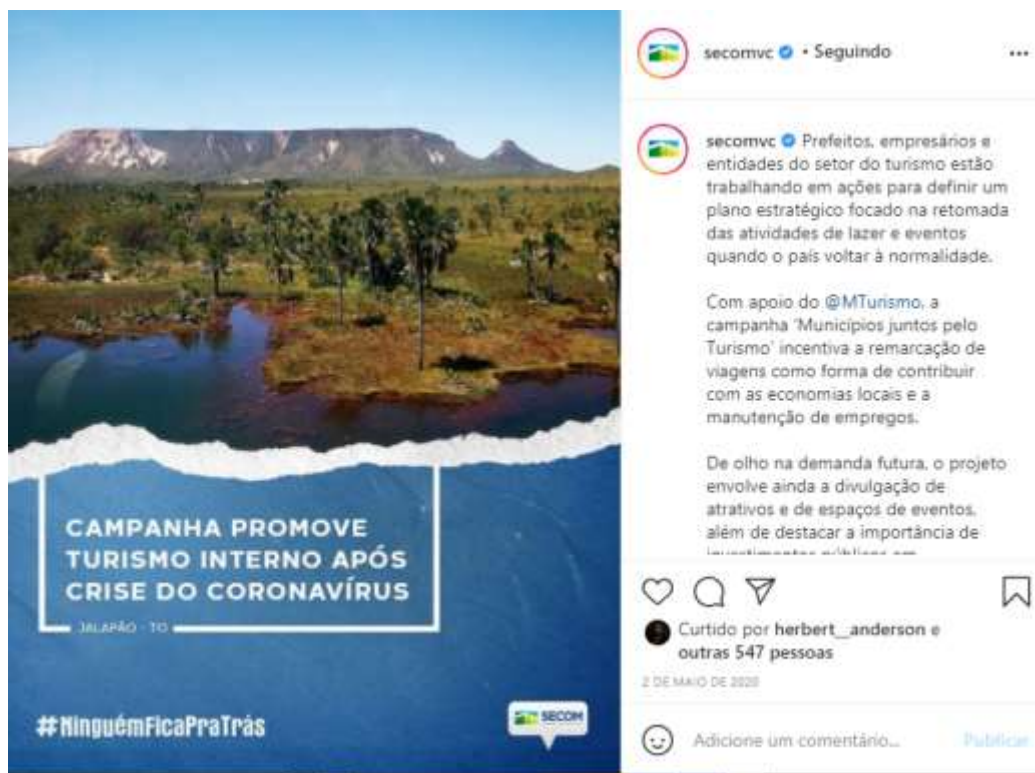 CAMPANHA PROMOVE
TURISMO INTERNO APÓS
CRISE DO CORONAVÍRUS
JALAPÃO - TO
#NinguémFicaPraTrás
SECOM
secomvc • Seguindo
secomvc Prefeitos, empresários e
entidades do setor do turismo estão
trabalhando em ações para definir um
plano estratégico focado na retomada
das atividades de lazer e eventos
quando o país voltar à normalidade.
Com apoio do @MTurismo, a
campanha 'Municípios juntos pelo
Turismo' incentiva a remarcação de
viagens como forma de contribuir
com as economias locais e a
manutenção de empregos.
De olho na demanda futura, o projeto
envolve ainda a divulgação de
atrativos e de espaços de eventos,
além de destacar a importância de
Curtido por herbert__anderson e
outras 547 pessoas
2 DE MAIO DE 2020
Adicione um comentário... Publicar